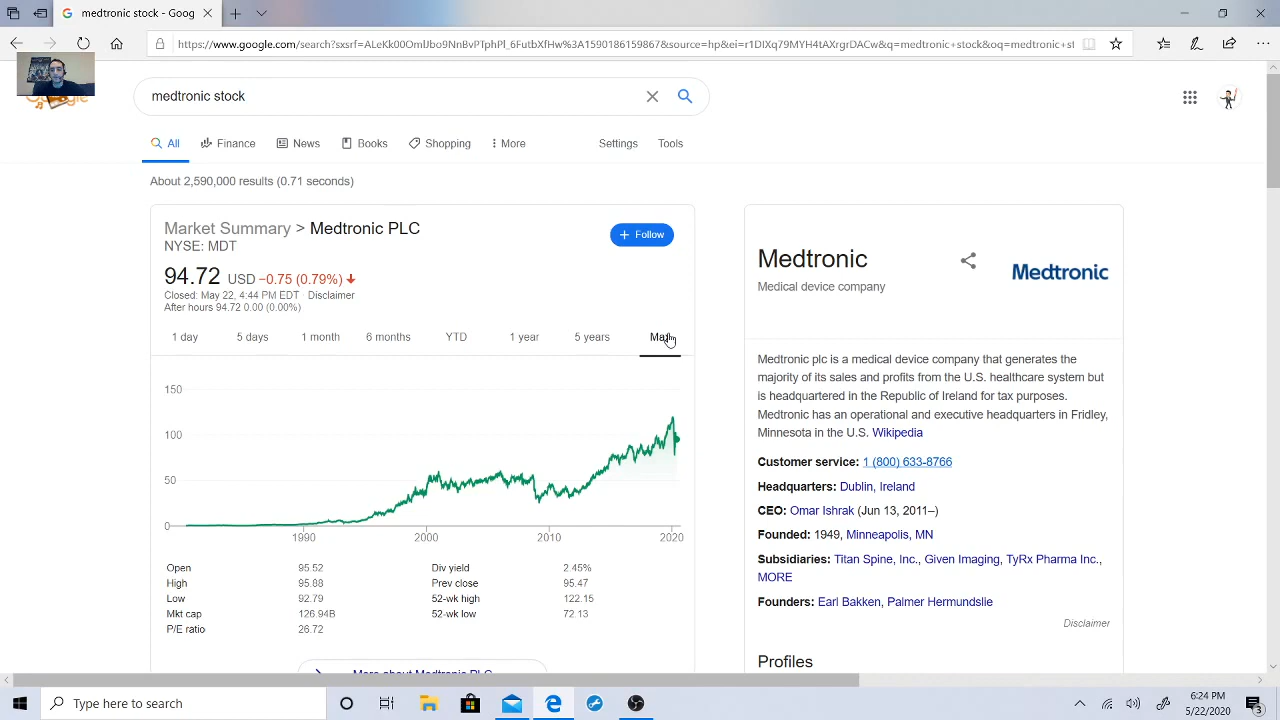 medtronic stock - Goo
https://www.google.com/search?sxsrf=ALeKk00OmlJbo9NnBvPTphPl_6FutbXfHw%3A1590186159867&source=hp&ei=r1DIXq79MYH4tAXrgrDACw&q=medtronic+stock&oq=medtronic+st
medtronic stock
All Finance News Books Shopping More Settings Tools
About 2,590,000 results (0.71 seconds)
Market Summary > Medtronic PLC
NYSE: MDT
Follow
94.72 USD −0.75 (0.79%)
Closed: May 22, 4:44 PM EDT Disclaimer
After hours 94.72 0.00 (0.00%)
1 day 5 days 1 month 6 months YTD 1 year 5 years Max
150
100
50
0
1990 2000 2010 2020
Open 95.52 Div yield 2.45%
High 95.88 Prev close 95.47
Low 92.79 52-wk high 122.15
Mkt cap 126.94B 52-wk low 72.13
P/E ratio 26.72
More about Medtronic PLC
Medtronic
Medical device company
Medtronic
Medtronic plc is a medical device company that generates the
majority of its sales and profits from the U.S. healthcare system but
is headquartered in the Republic of Ireland for tax purposes.
Medtronic has an operational and executive headquarters in Fridley,
Minnesota in the U.S. Wikipedia
Customer service: 1 (800) 633-8766
Headquarters: Dublin, Ireland
CEO: Omar Ishrak (Jun 13, 2011–)
Founded: 1949, Minneapolis, MN
Subsidiaries: Titan Spine, Inc., Given Imaging, TyRx Pharma Inc.,
MORE
Founders: Earl Bakken, Palmer Hermundslie
Disclaimer
Profiles
Type here to search
6:24 PM
5/22/2020
3